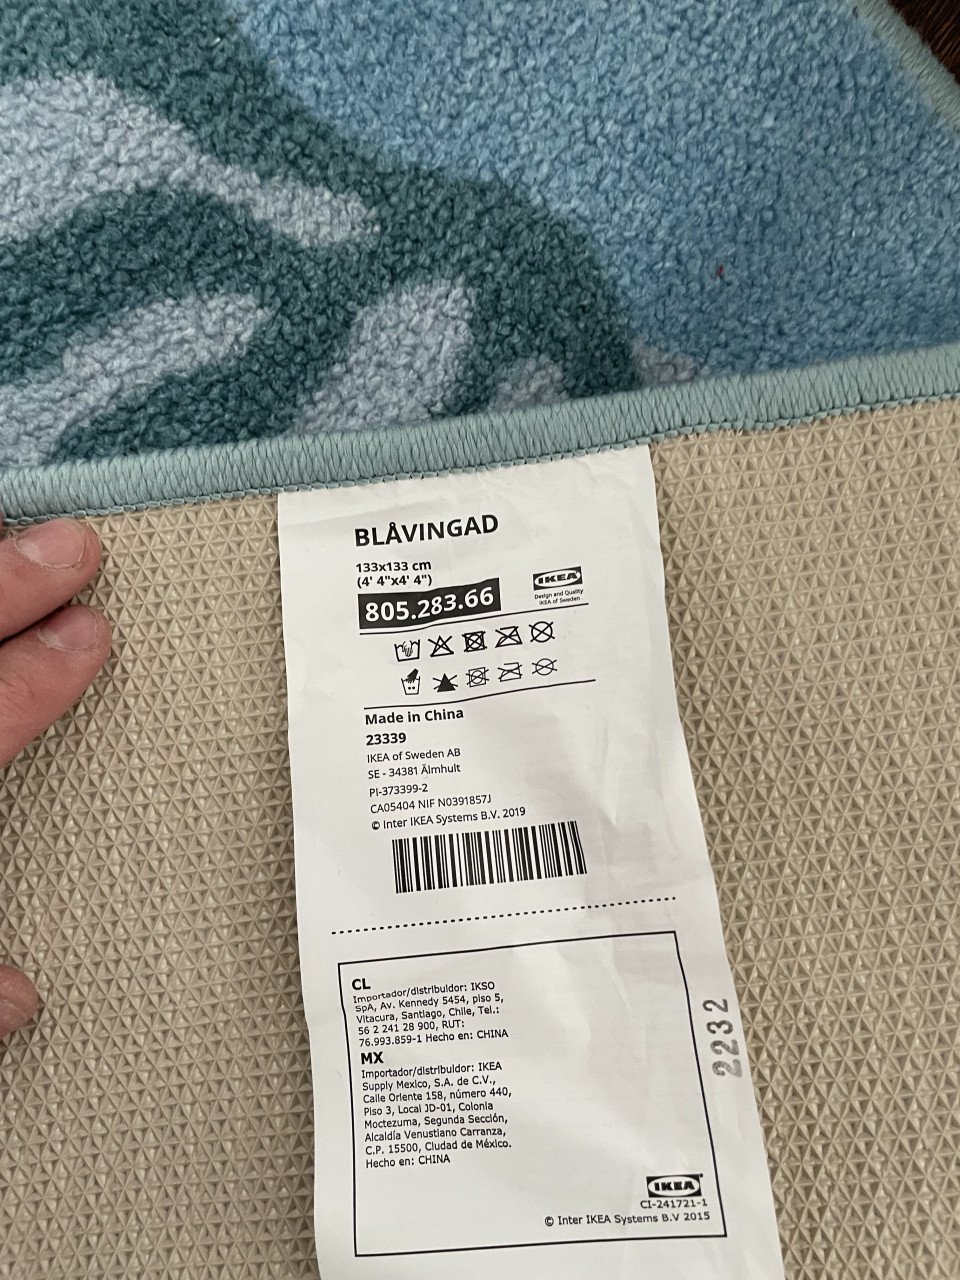 BLÅVINGAD
133x133 cm
(4' 4"x4' 4")
805.283.66
IKEA
Design and Quality
IKEA of Sweden
Made in China
23339
IKEA of Sweden AB
SE - 34381 Älmhult
PI-373399-2
CA05404 NIF N0391857J
© Inter IKEA Systems B.V. 2019
CL
Importador/distribuidor: IKSO
SpA, Av. Kennedy 5454, piso 5,
Vitacura, Santiago, Chile, Tel.:
56 2 241 28 900, RUT:
76.993.859-1 Hecho en: CHINA
MX
Importador/distribuidor: IKEA
Supply Mexico, S.A. de C.V.,
Calle Oriente 158, número 440,
Piso 3, Local JD-01, Colonia
Moctezuma, Segunda Sección,
Alcaldía Venustiano Carranza,
C.P. 15500, Ciudad de México.
Hecho en: CHINA
2232
IKEA
CI-241721-1
© Inter IKEA Systems B.V 2015